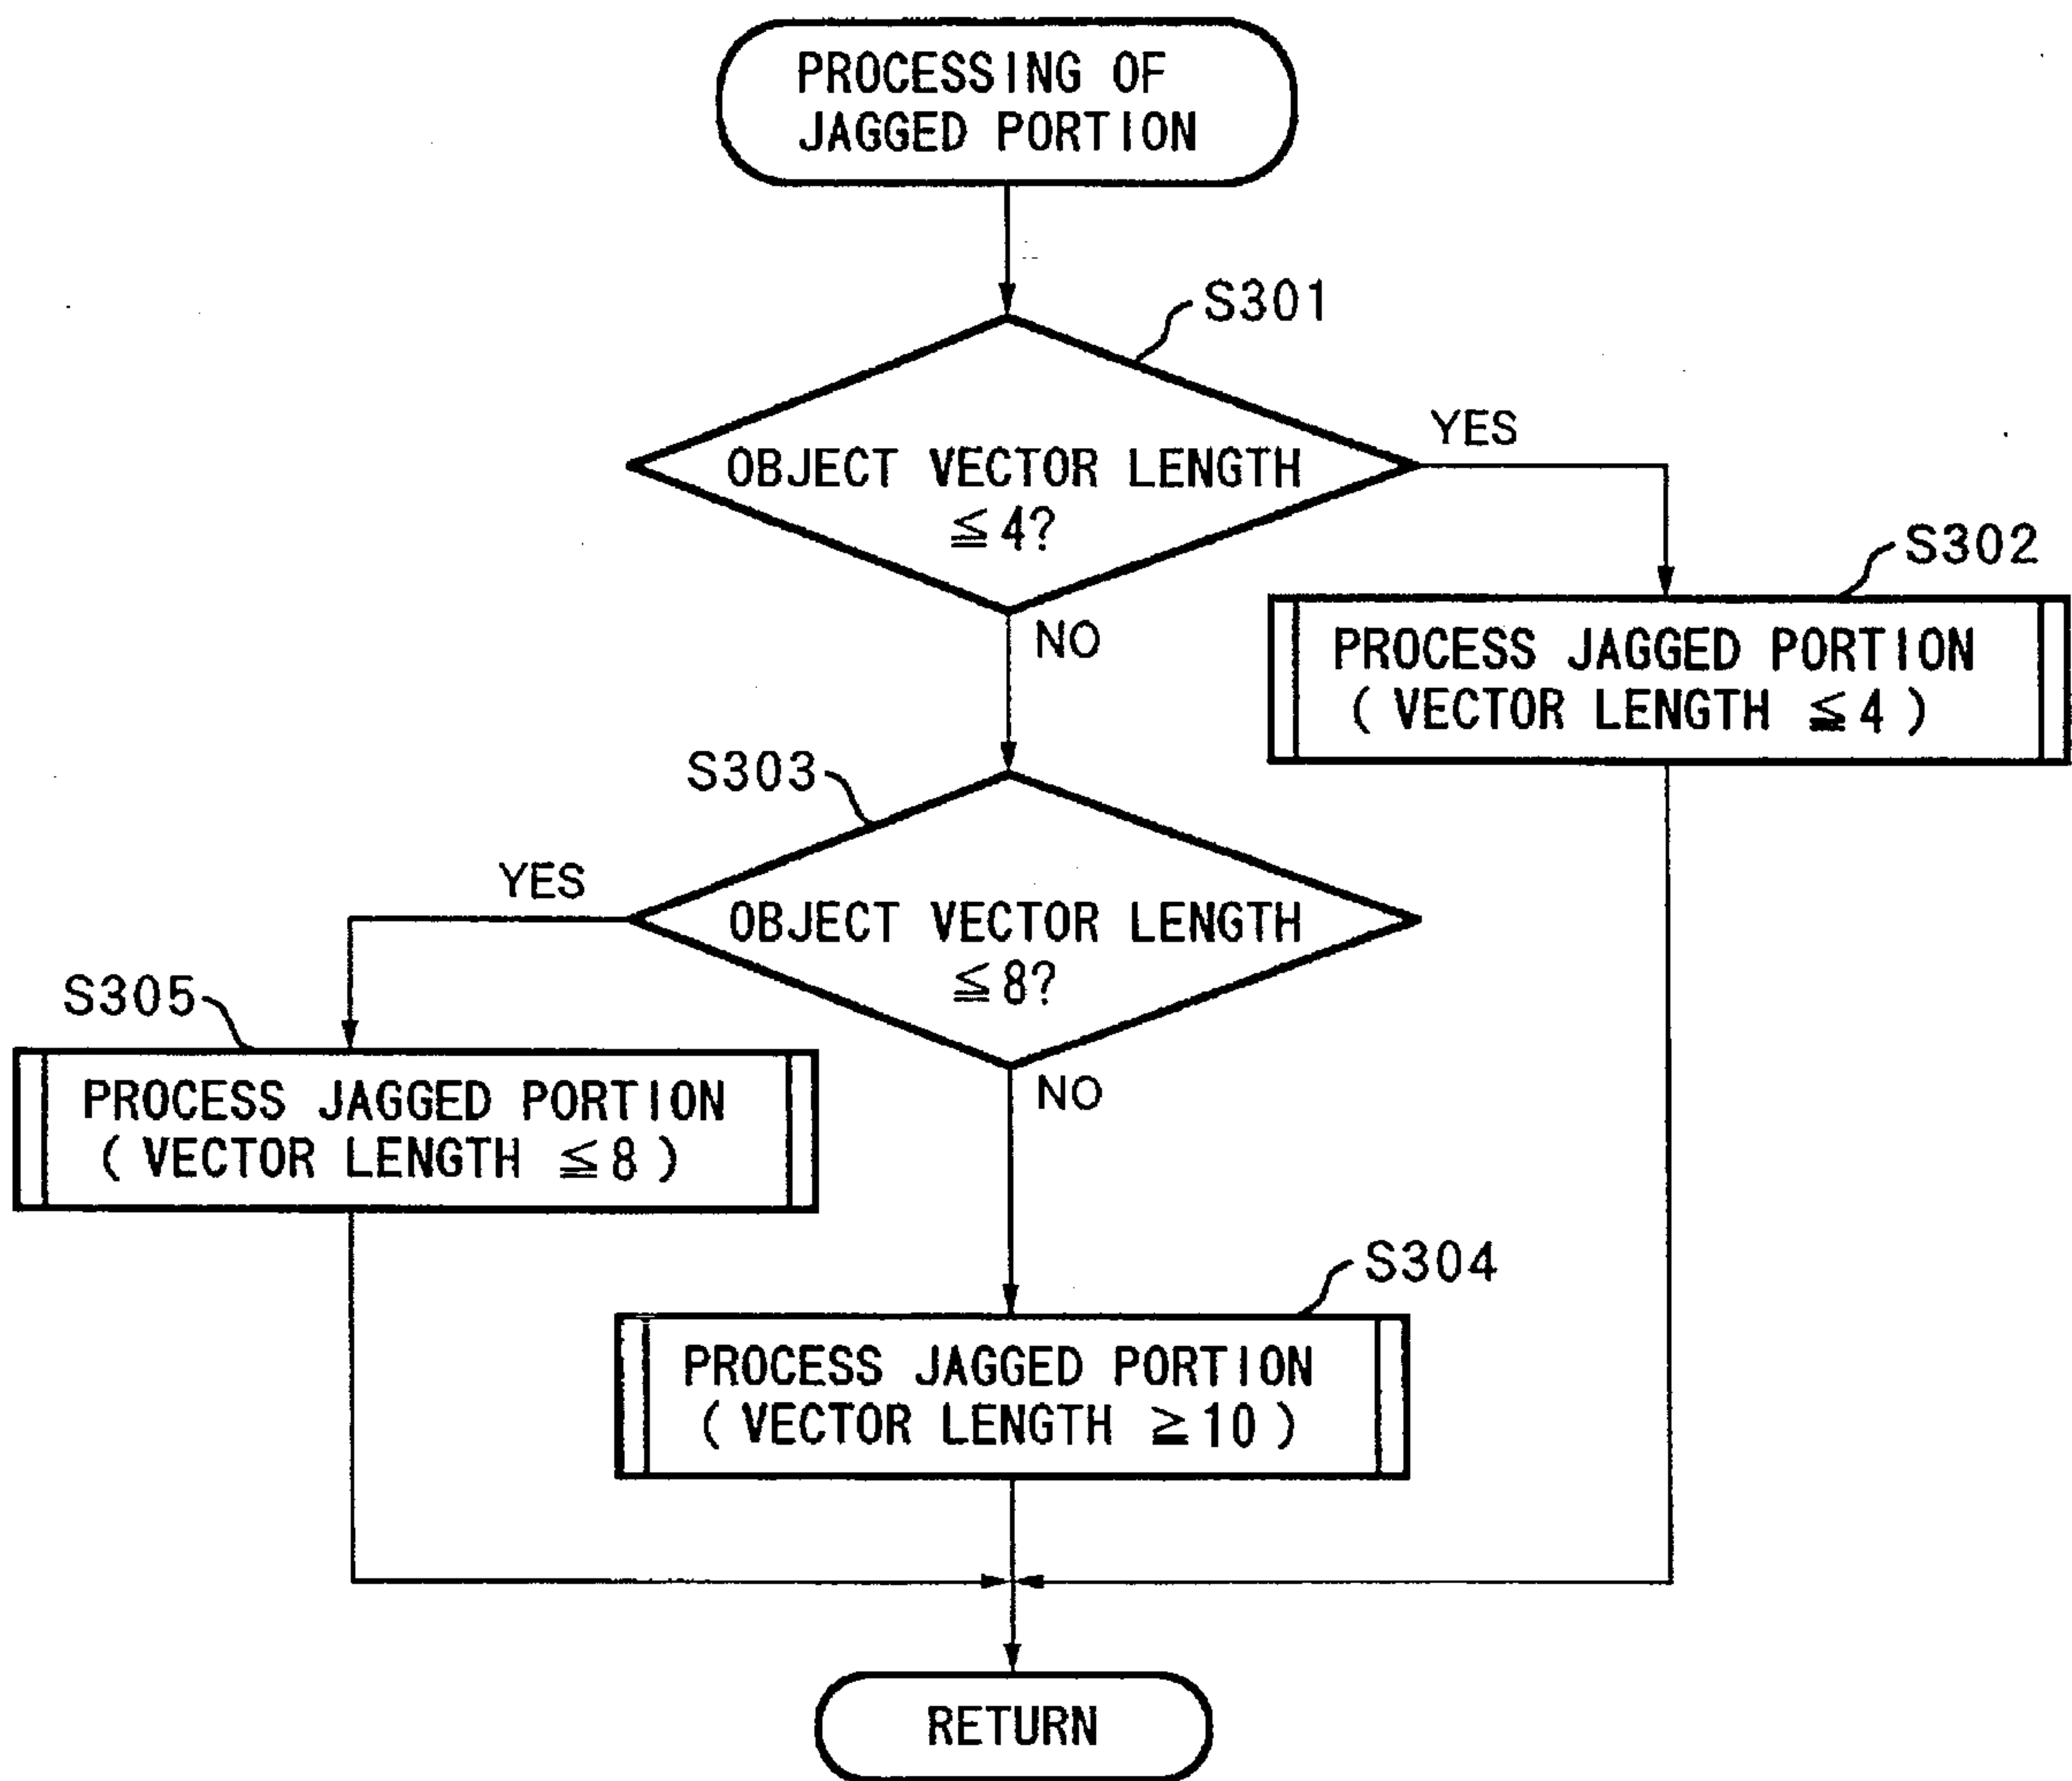 PROCESSING OF
JAGGED PORTION
S301
OBJECT VECTOR LENGTH
≦4?
YES
NO
S302
PROCESS JAGGED PORTION
(VECTOR LENGTH ≦4)
S303
OBJECT VECTOR LENGTH
≦8?
YES
NO
S305
PROCESS JAGGED PORTION
(VECTOR LENGTH ≦8)
S304
PROCESS JAGGED PORTION
(VECTOR LENGTH ≧10)
RETURN